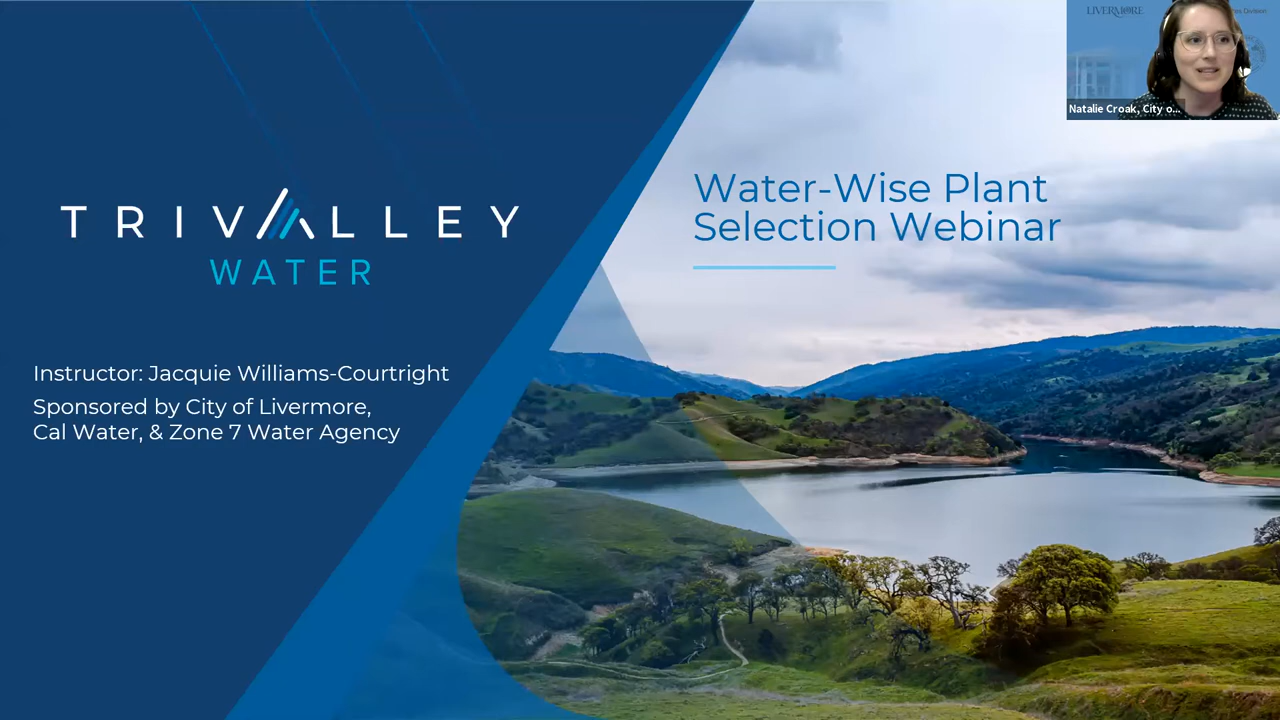 TRIVALLEY
WATER
Instructor: Jacquie Williams-Courtright
Sponsored by City of Livermore,
Cal Water, & Zone 7 Water Agency
Water-Wise Plant
Selection Webinar
LIVERMORE
Division
Natalie Croak, City o...